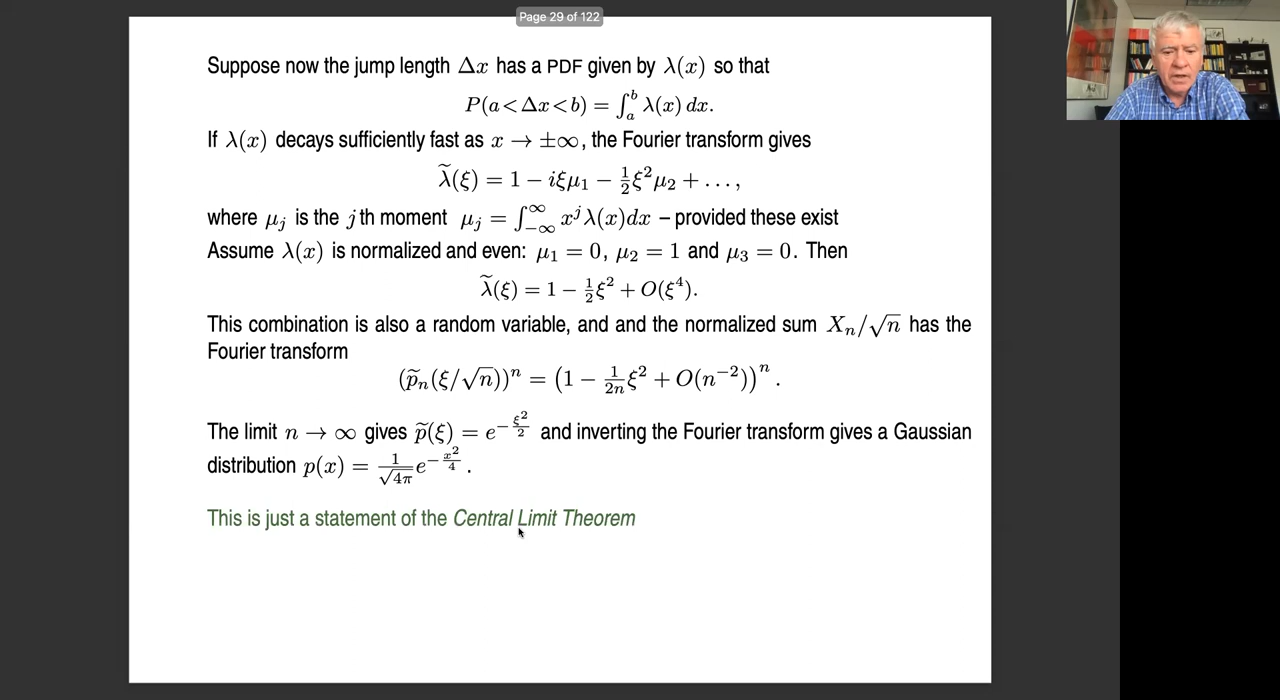 Page 29 of 122
Suppose now the jump length Δx has a PDF given by λ(x) so that
P(a<Δx<b) = ∫_a^b λ(x) dx.
If λ(x) decays sufficiently fast as x → ±∞, the Fourier transform gives
λ̃(ξ) = 1 − iξμ₁ − ½ξ²μ₂ + …,
where μⱼ is the jth moment μⱼ = ∫_{−∞}^{∞} xʲλ(x)dx – provided these exist
Assume λ(x) is normalized and even: μ₁ = 0, μ₂ = 1 and μ₃ = 0. Then
λ̃(ξ) = 1 − ½ξ² + O(ξ⁴).
This combination is also a random variable, and and the normalized sum Xₙ/√n has the
Fourier transform
(p̃ₙ(ξ/√n))ⁿ = (1 − 1/(2n) ξ² + O(n⁻²))ⁿ.
The limit n → ∞ gives p̃(ξ) = e^{−ξ²/2} and inverting the Fourier transform gives a Gaussian
distribution p(x) = 1/√(4π) e^{−x²/4}.
This is just a statement of the Central Limit Theorem